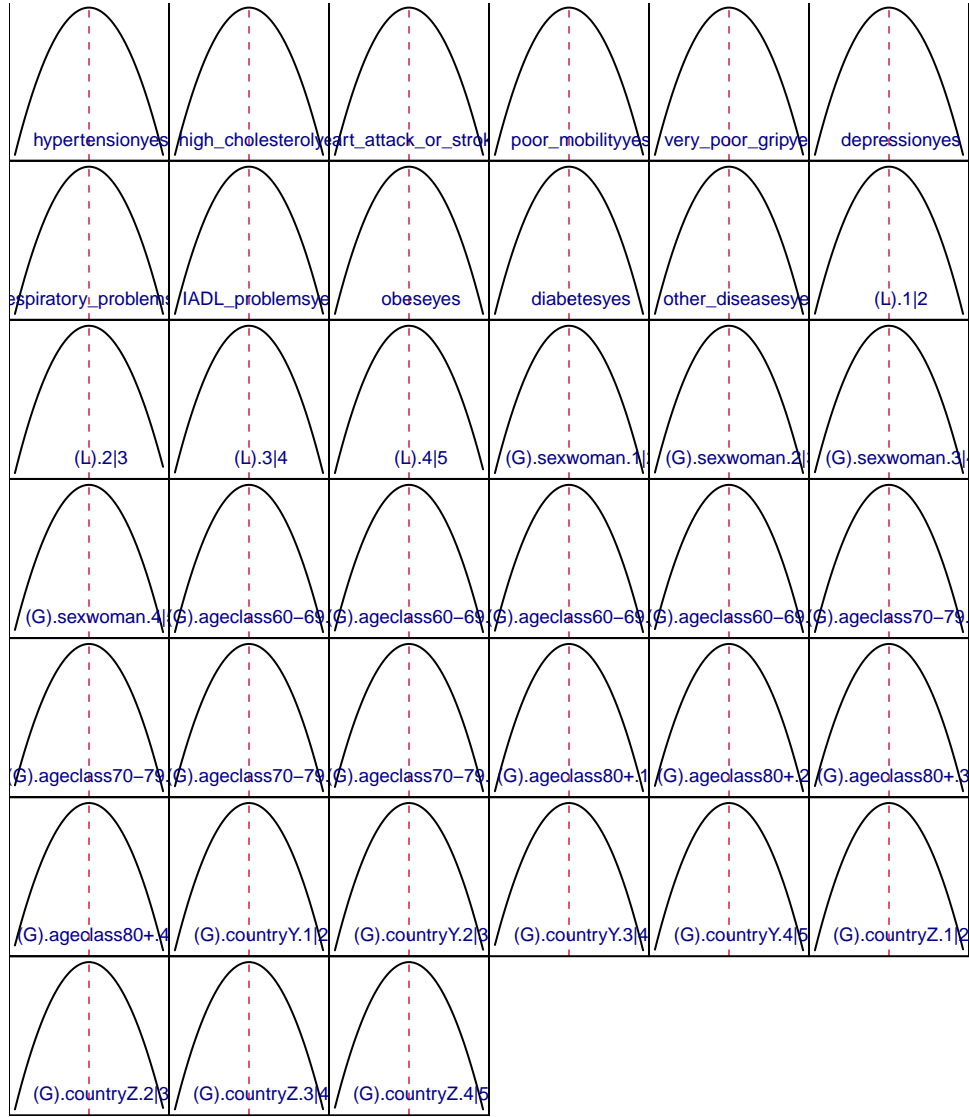 hypertensionyes high_cholesterolye art_attack_or_strok poor_mobilityyes very_poor_gripye depressionyes
espiratory_problems IADL_problemsye obeseyes diabetesyes other_diseasesye (L).1|2
(L).2|3 (L).3|4 (L).4|5 (G).sexwoman.1|2 (G).sexwoman.2| (G).sexwoman.3|4
(G).sexwoman.4| (G).ageclass60−69. (G).ageclass60−69. (G).ageclass60−69. (G).ageclass60−69. (G).ageclass70−79.
(G).ageclass70−79. (G).ageclass70−79. (G).ageclass70−79. (G).ageclass80+.1 (G).ageclass80+.2 (G).ageclass80+.3
(G).ageclass80+.4 (G).countryY.1|2 (G).countryY.2|3 (G).countryY.3|4 (G).countryY.4|5 (G).countryZ.1|2
(G).countryZ.2|3 (G).countryZ.3|4 (G).countryZ.4|5